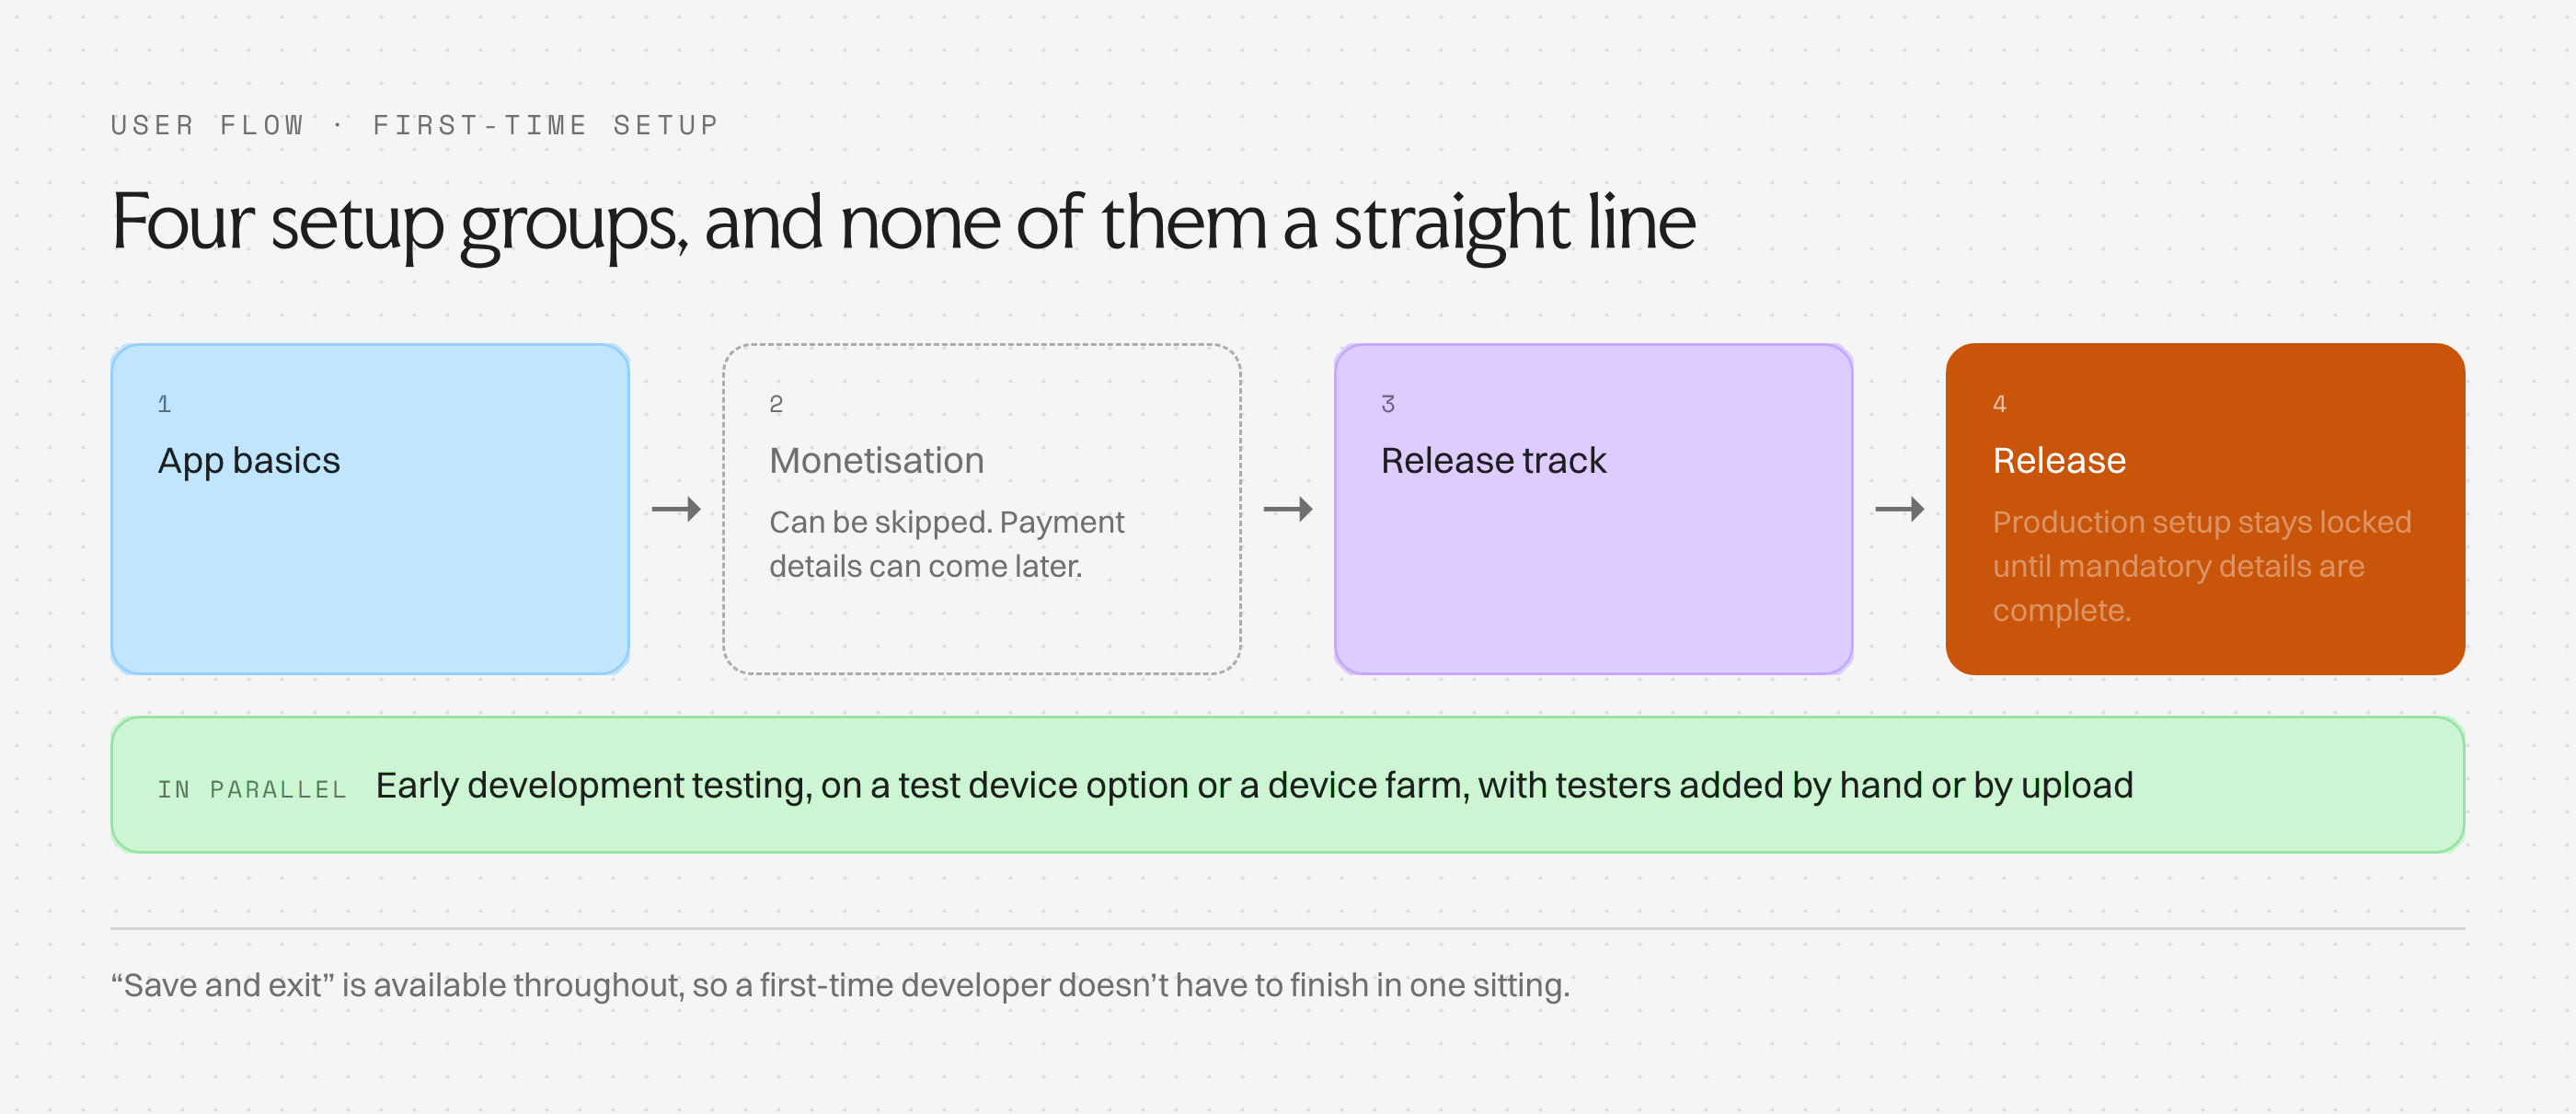 USER FLOW · FIRST-TIME SETUP
Four setup groups, and none of them a straight line
1
App basics
2
Monetisation
Can be skipped. Payment
details can come later.
3
Release track
4
Release
Production setup stays locked
until mandatory details are
complete.
IN PARALLEL Early development testing, on a test device option or a device farm, with testers added by hand or by upload
“Save and exit” is available throughout, so a first-time developer doesn’t have to finish in one sitting.